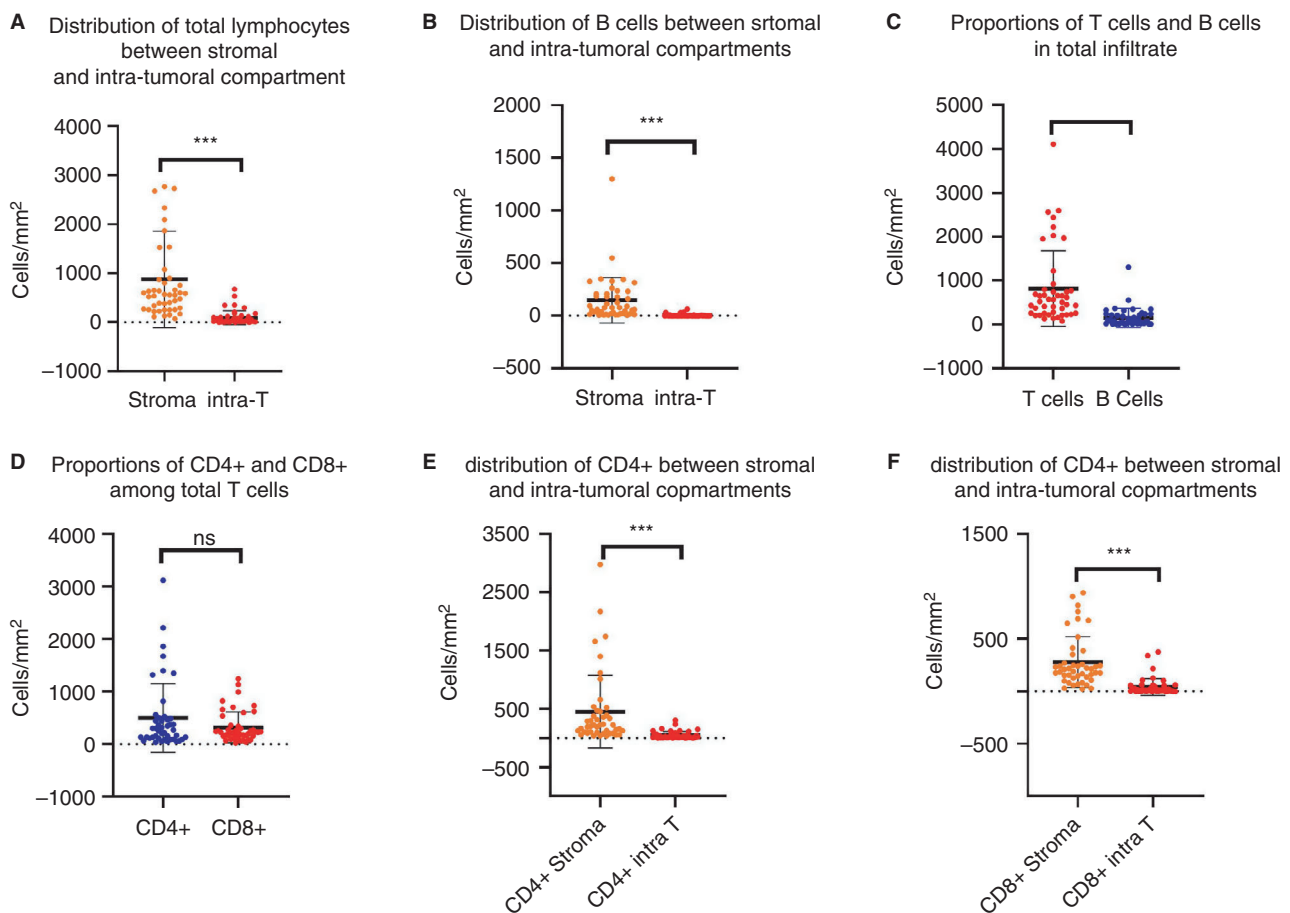 A Distribution of total lymphocytes
between stromal
and intra-tumoral compartment
4000
3000
2000
1000
0
−1000
Cells/mm²
***
Stroma intra-T
B Distribution of B cells between srtomal
and intra-tumoral compartments
2000
1500
1000
500
0
−500
Cells/mm²
***
Stroma intra-T
C Proportions of T cells and B cells
in total infiltrate
5000
4000
3000
2000
1000
0
−1000
Cells/mm²
T cells B Cells
D Proportions of CD4+ and CD8+
among total T cells
4000
3000
2000
1000
0
−1000
Cells/mm²
ns
CD4+ CD8+
E distribution of CD4+ between stromal
and intra-tumoral copmartments
3500
2500
1500
500
−500
Cells/mm²
***
CD4+ Stroma
CD4+ intra T
F distribution of CD4+ between stromal
and intra-tumoral copmartments
1500
500
−500
Cells/mm²
***
CD8+ Stroma
CD8+ intra T